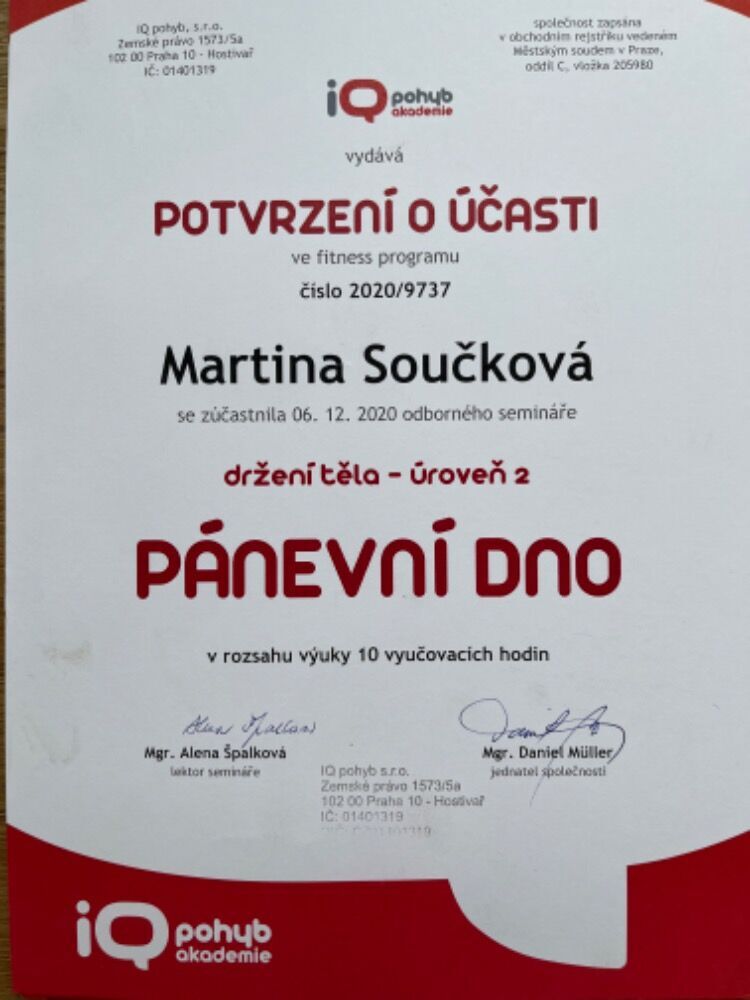 IQ pohyb, s.r.o.
Zemské právo 1573/5a
102 00 Praha 10 - Hostivař
IČ: 01401319
společnost zapsána
v obchodním rejstříku vedeném
Městským soudem v Praze,
oddíl C, vložka 205980
iQ pohyb
akademie
vydává
POTVRZENÍ O ÚČASTI
ve fitness programu
číslo 2020/9737
Martina Součková
se zúčastnila 06. 12. 2020 odborného semináře
držení těla - úroveň 2
PÁNEVNÍ DNO
v rozsahu výuky 10 vyučovacích hodin
Mgr. Alena Špalková
lektor semináře
Mgr. Daniel Müller
jednatel společnosti
IQ pohyb s.r.o.
Zemské právo 1573/5a
102 00 Praha 10 - Hostivař
IČ: 01401319
iQ pohyb
akademie